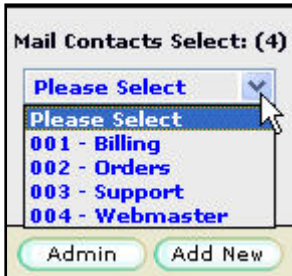 Mail Contacts Select: (4)
Please Select
Please Select
001 - Billing
002 - Orders
003 - Support
004 - Webmaster
Admin Add New